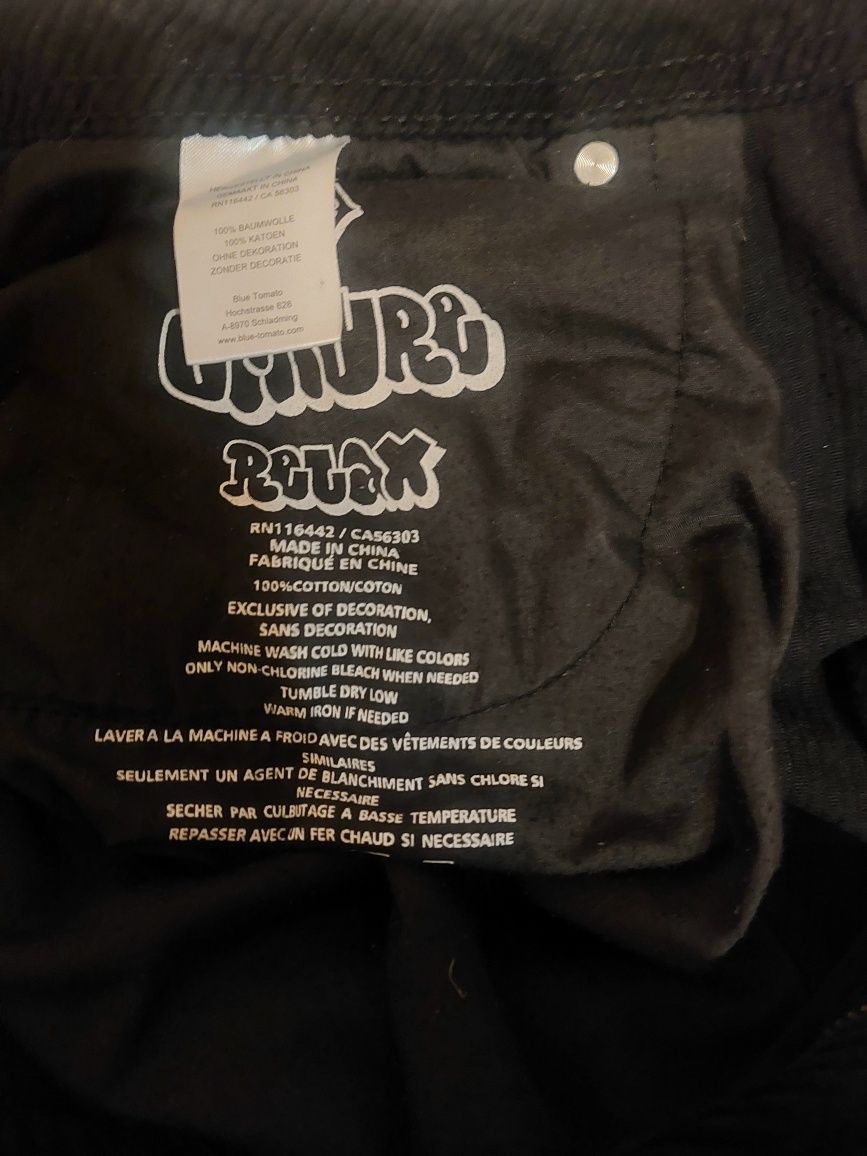 HERGESTELLT IN CHINA
GEMAAKT IN CHINA
RN116442 / CA 56303
100% BAUMWOLLE
100% KATOEN
OHNE DEKORATION
ZONDER DECORATIE
Blue Tomato
Hochstrasse 628
A-8970 Schladming
www.blue-tomato.com
RELAX
RN116442 / CA56303
MADE IN CHINA
FABRIQUÉ EN CHINE
100%COTTON/COTON
EXCLUSIVE OF DECORATION,
SANS DECORATION
MACHINE WASH COLD WITH LIKE COLORS
ONLY NON-CHLORINE BLEACH WHEN NEEDED
TUMBLE DRY LOW
WARM IRON IF NEEDED
LAVER A LA MACHINE A FROID AVEC DES VÊTEMENTS DE COULEURS
SIMILAIRES
SEULEMENT UN AGENT DE BLANCHIMENT SANS CHLORE SI
NECESSAIRE
SECHER PAR CULBUTAGE A BASSE TEMPERATURE
REPASSER AVEC UN FER CHAUD SI NECESSAIRE